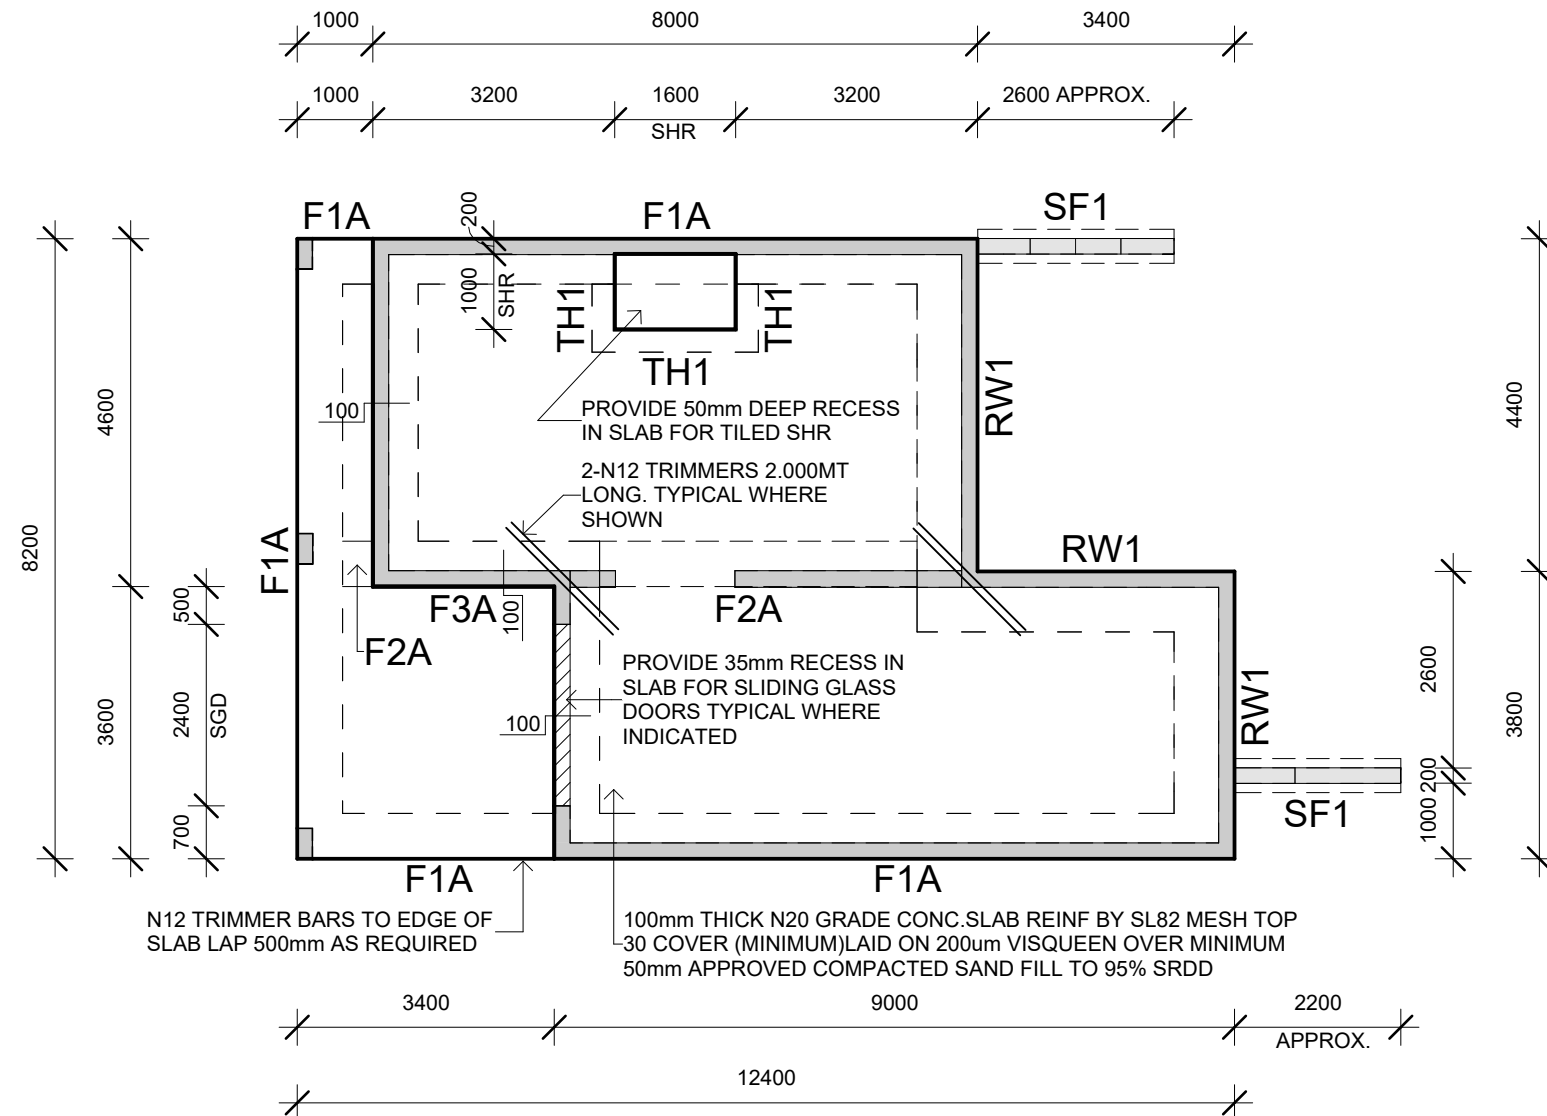 1000
8000
3400
1000
3200
1600
3200
2600 APPROX.
SHR
F1A
200
F1A
SF1
1000
SHR
TH1
TH1
TH1
RW1
100
PROVIDE 50mm DEEP RECESS
IN SLAB FOR TILED SHR
4600
4400
8200
2-N12 TRIMMERS 2.000MT
LONG. TYPICAL WHERE
SHOWN
F1A
RW1
500
F3A
100
F2A
F2A
PROVIDE 35mm RECESS IN
SLAB FOR SLIDING GLASS
DOORS TYPICAL WHERE
INDICATED
100
3600
2400
SGD
RW1
2600
3800
200
1000
SF1
700
F1A
F1A
N12 TRIMMER BARS TO EDGE OF
SLAB LAP 500mm AS REQUIRED
100mm THICK N20 GRADE CONC.SLAB REINF BY SL82 MESH TOP
30 COVER (MINIMUM)LAID ON 200um VISQUEEN OVER MINIMUM
50mm APPROVED COMPACTED SAND FILL TO 95% SRDD
3400
9000
2200
APPROX.
12400